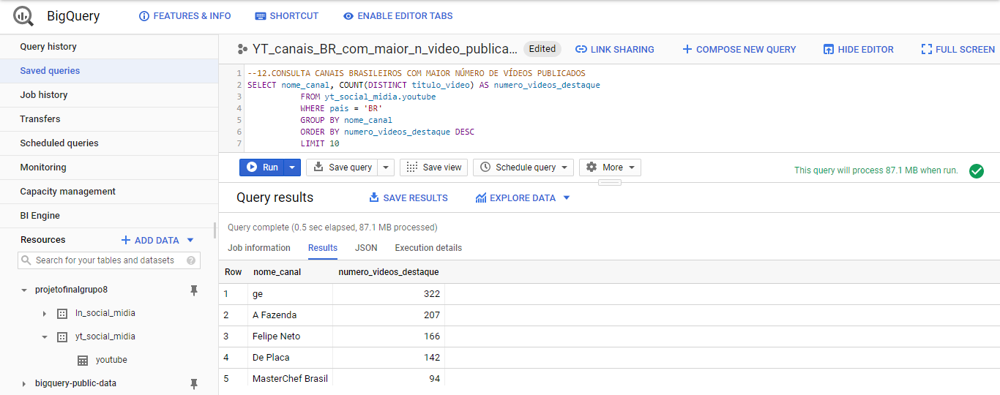 BigQuery
FEATURES & INFO
SHORTCUT
ENABLE EDITOR TABS
Query history
Saved queries
Job history
Transfers
Scheduled queries
Monitoring
Capacity management
BI Engine
Resources
ADD DATA
Search for your tables and datasets
projetofinalgrupo8
ln_social_midia
yt_social_midia
youtube
bigquery-public-data
YT_canais_BR_com_maior_n_video_publica...
Edited
LINK SHARING
COMPOSE NEW QUERY
HIDE EDITOR
FULL SCREEN
1 --12.CONSULTA CANAIS BRASILEIROS COM MAIOR NÚMERO DE VÍDEOS PUBLICADOS
2 SELECT nome_canal, COUNT(DISTINCT titulo_video) AS numero_videos_destaque
3 FROM yt_social_midia.youtube
4 WHERE pais = 'BR'
5 GROUP BY nome_canal
6 ORDER BY numero_videos_destaque DESC
7 LIMIT 10
Run
Save query
Save view
Schedule query
More
This query will process 87.1 MB when run.
Query results
SAVE RESULTS
EXPLORE DATA
Query complete (0.5 sec elapsed, 87.1 MB processed)
Job information
Results
JSON
Execution details
Row nome_canal numero_videos_destaque
1 ge 322
2 A Fazenda 207
3 Felipe Neto 166
4 De Placa 142
5 MasterChef Brasil 94